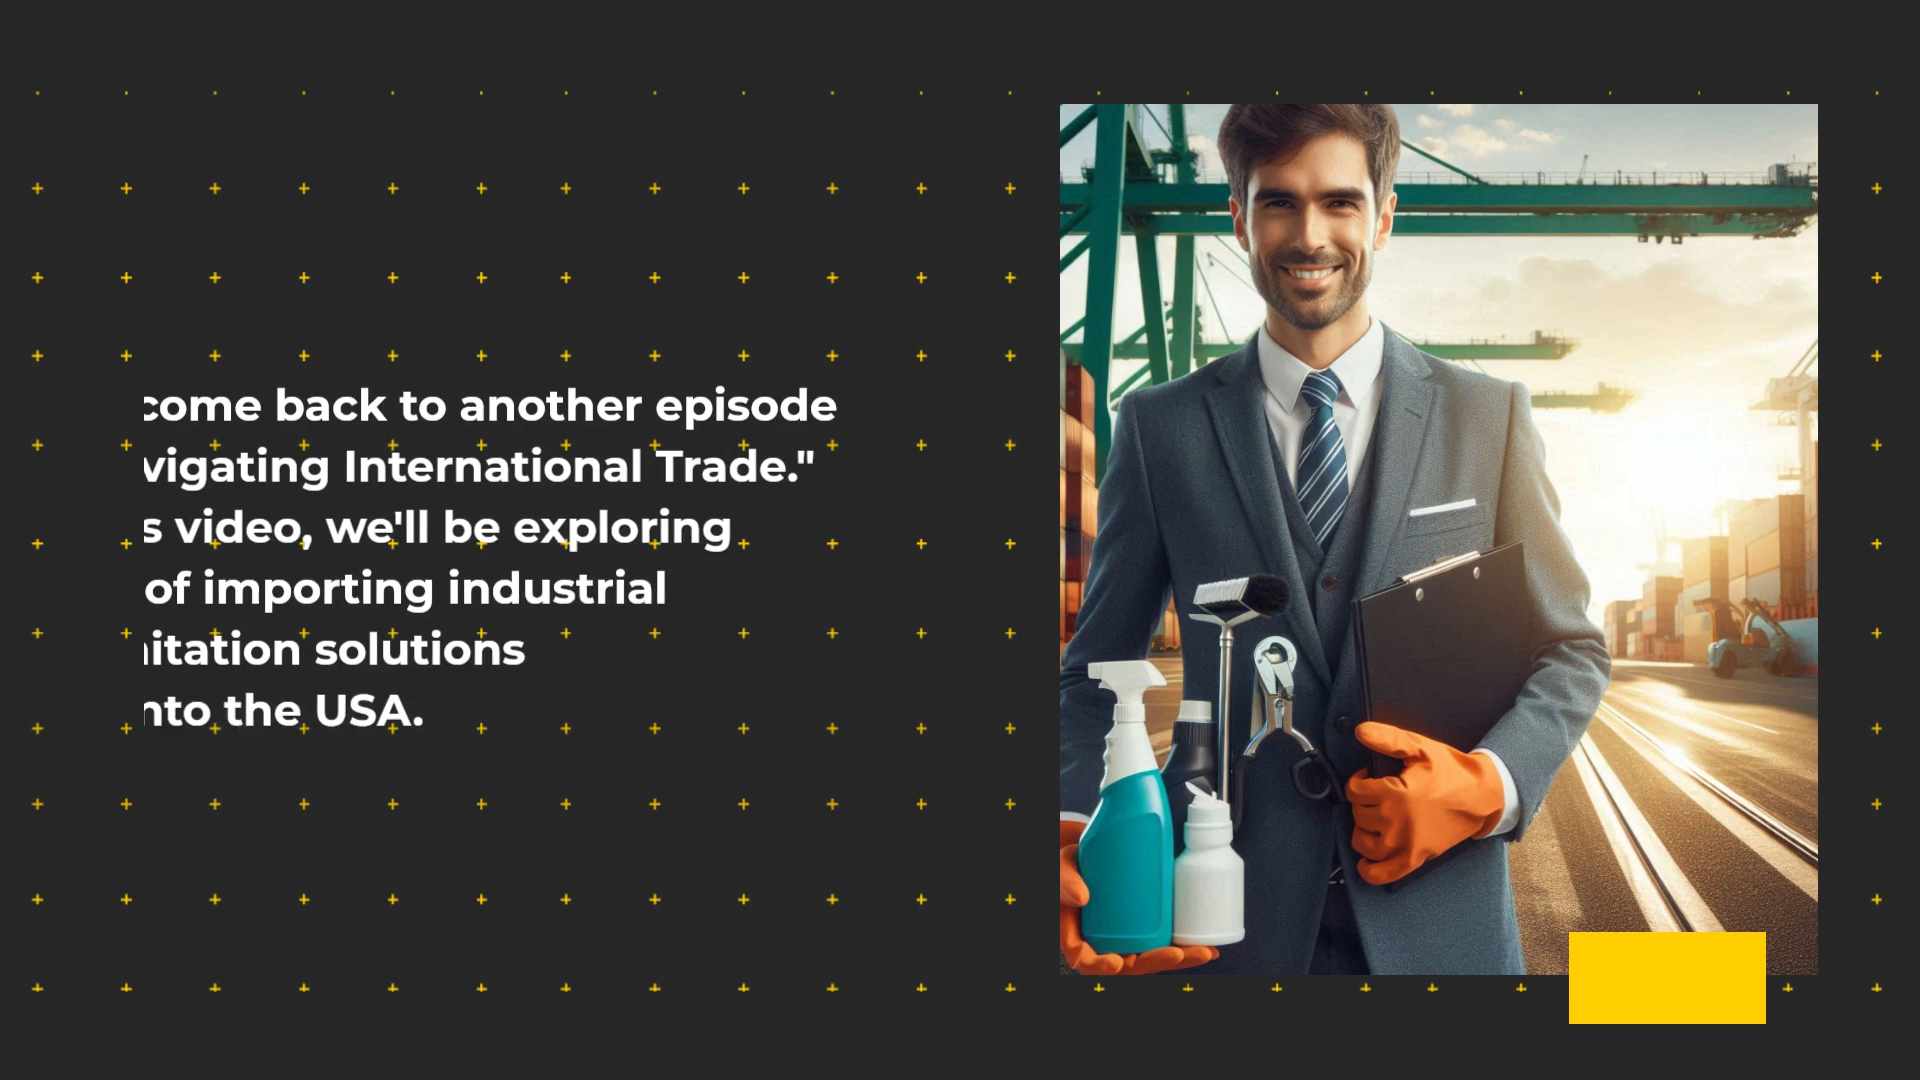 come back to another episode
vigating International Trade."
s video, we'll be exploring
of importing industrial
itation solutions
nto the USA.